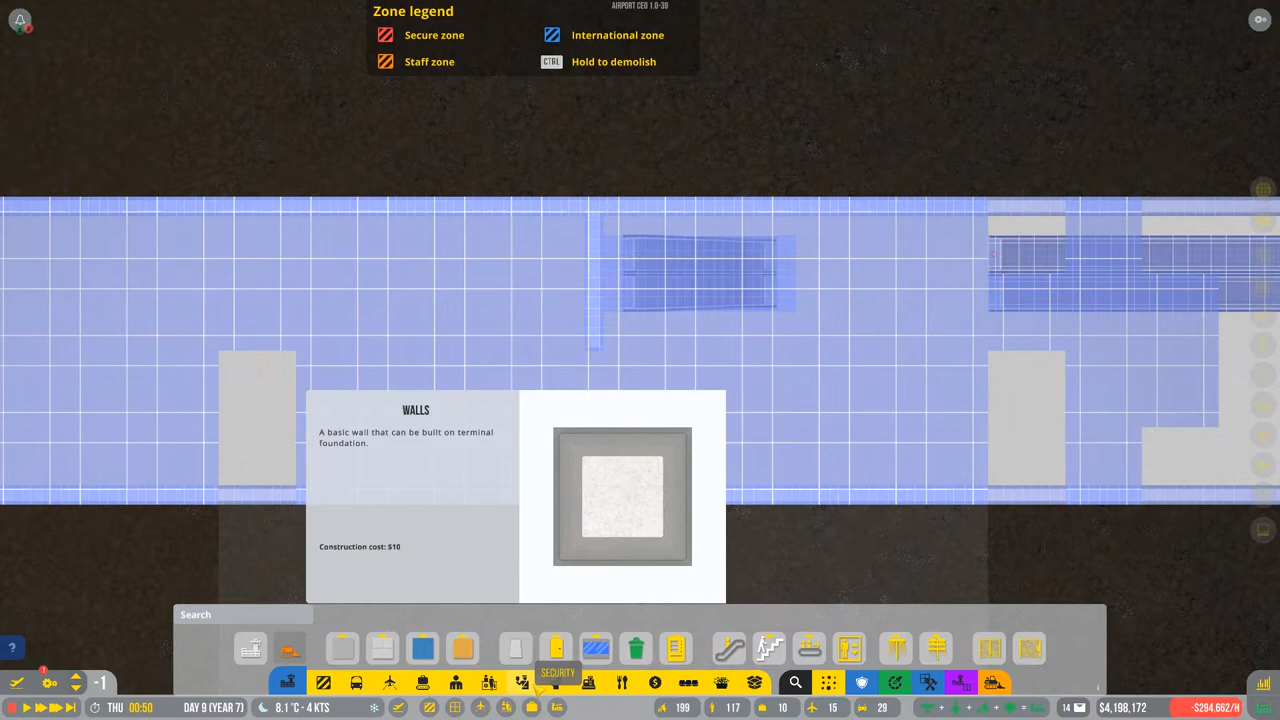 AIRPORT CEO 1.0-39
Zone legend
Secure zone
International zone
Staff zone
CTRL
Hold to demolish
WALLS
A basic wall that can be built on terminal
foundation.
Construction cost: $10
Search
SECURITY
?
-1
THU 00:50 DAY 9 (YEAR 7) 8.1 °C - 4 KTS 199 117 10 15 29 14 $4,198,172 -$294.662/H